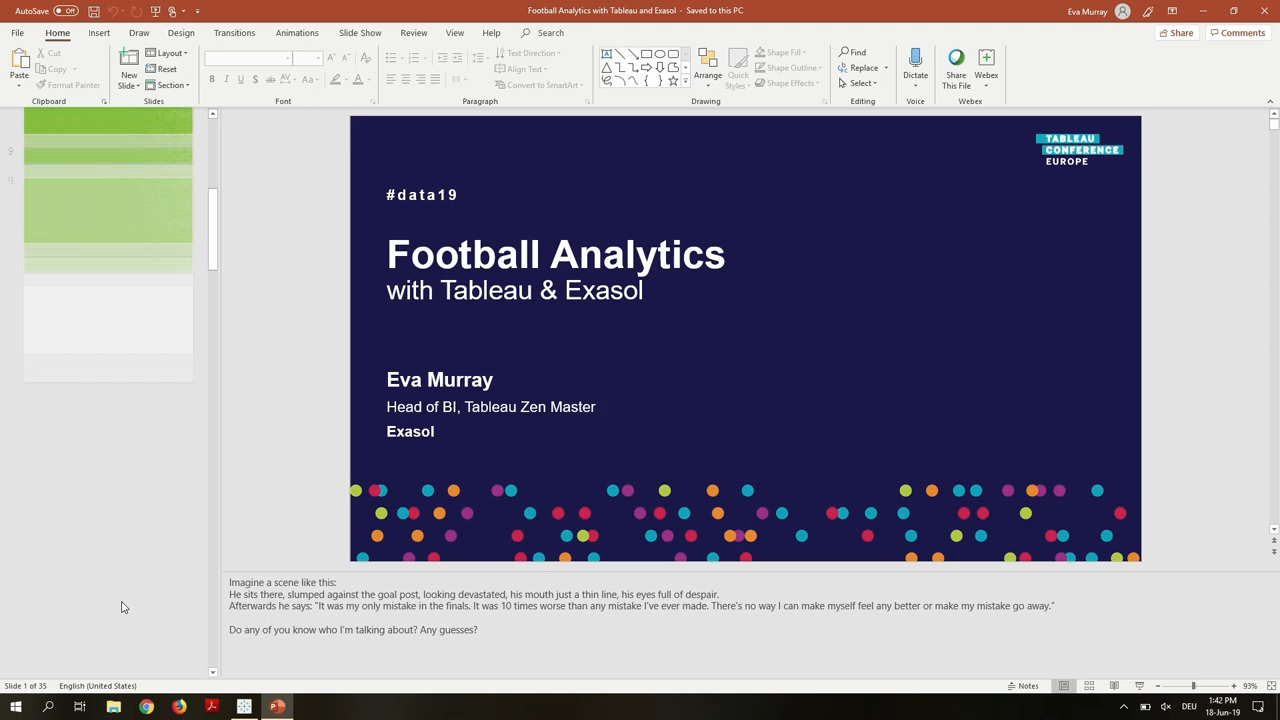 AutoSave Off
Football Analytics with Tableau and Exasol - Saved to this PC
Eva Murray
File Home Insert Draw Design Transitions Animations Slide Show Review View Help Search
Share Comments
Paste
Cut
Copy
Format Painter
Clipboard
New
Slide
Layout
Reset
Section
Slides
Font
Text Direction
Align Text
Convert to SmartArt
Paragraph
Arrange
Quick
Styles
Shape Fill
Shape Outline
Shape Effects
Drawing
Find
Replace
Select
Editing
Dictate
Voice
Share
This File
Webex
Webex
TABLEAU
CONFERENCE
EUROPE
#data19
Football Analytics
with Tableau & Exasol
Eva Murray
Head of BI, Tableau Zen Master
Exasol
Imagine a scene like this:
He sits there, slumped against the goal post, looking devastated, his mouth just a thin line, his eyes full of despair.
Afterwards he says: "It was my only mistake in the finals. It was 10 times worse than any mistake I've ever made. There's no way I can make myself feel any better or make my mistake go away."
Do any of you know who I'm talking about? Any guesses?
Slide 1 of 35 English (United States)
Notes
93%
DEU
1:42 PM
18-Jun-19